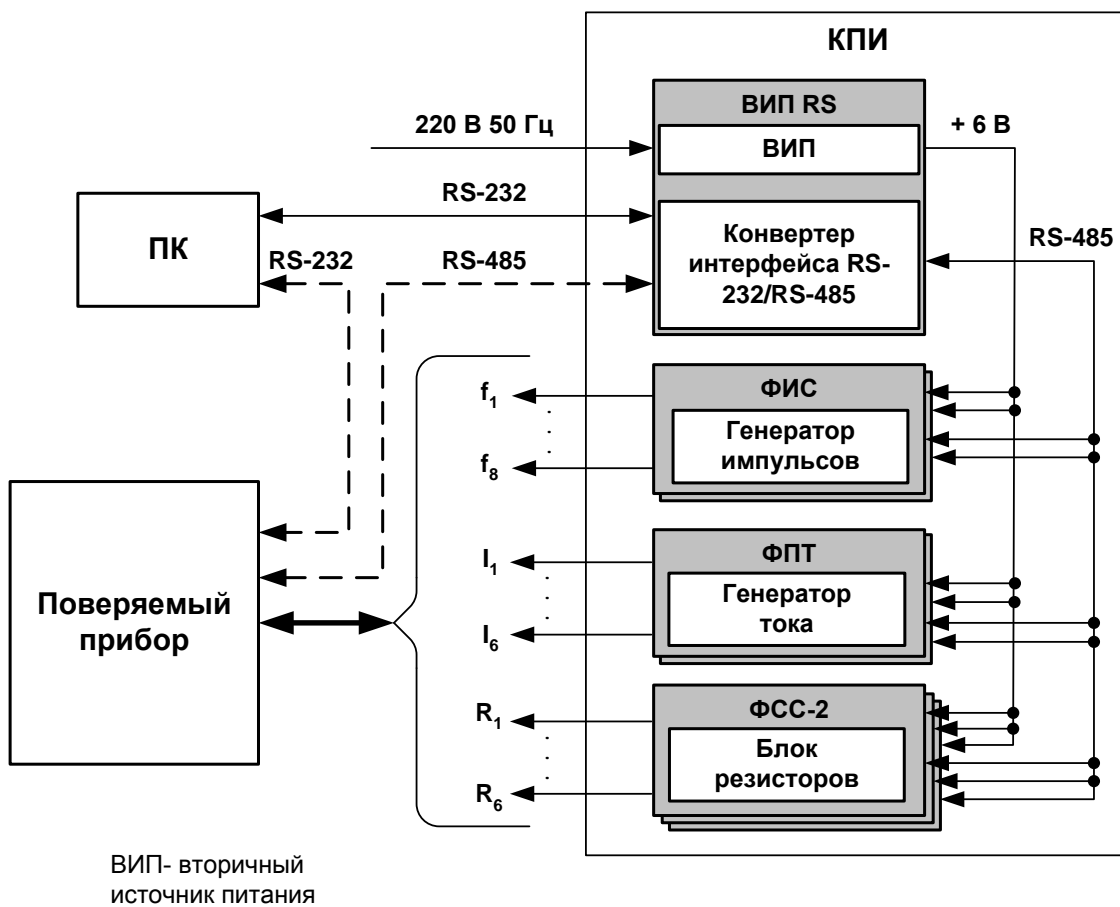 КПИ
ВИП RS
220 В 50 Гц
ВИП
+ 6 В
RS-232
ПК
Конвертер
интерфейса RS-
232/RS-485
RS-485
RS-232
RS-485
f1
ФИС
Генератор
импульсов
f8
I1
ФПТ
Генератор
тока
I6
Поверяемый
прибор
R1
ФСС-2
Блок
резисторов
R6
ВИП- вторичный
источник питания